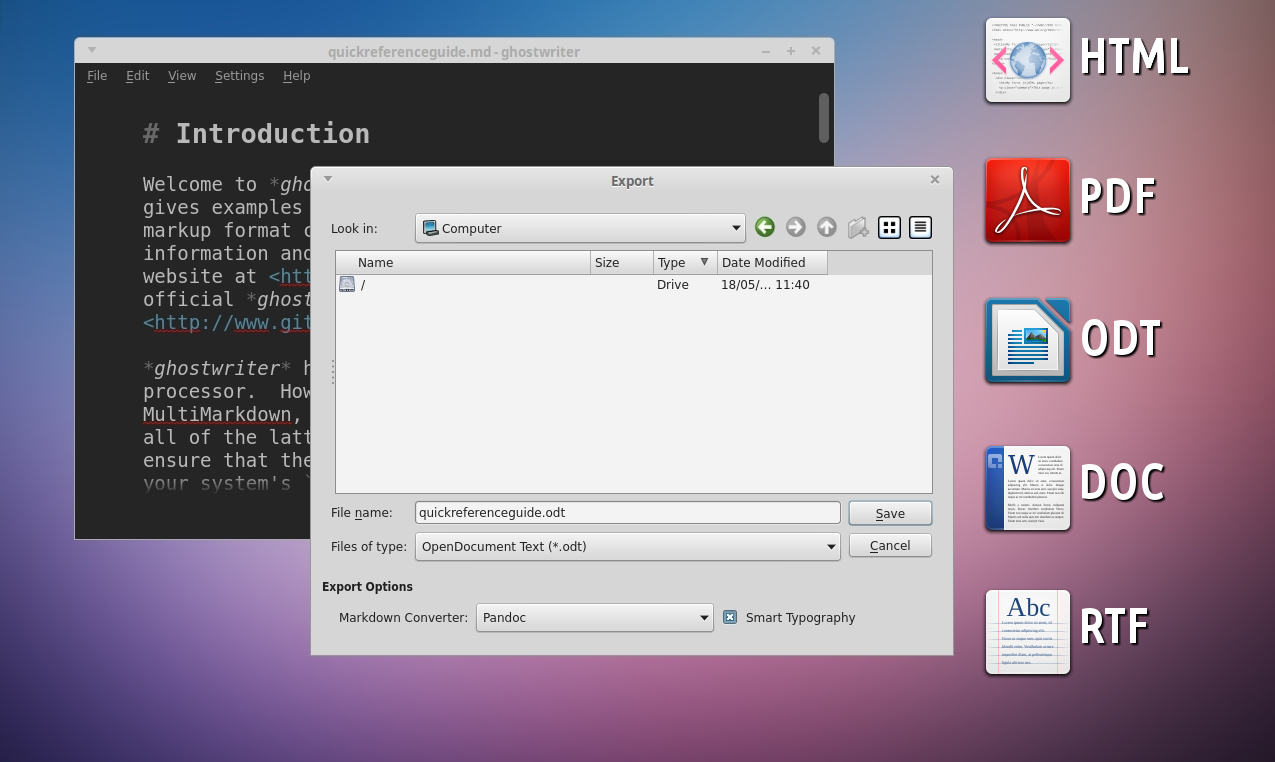 quickreferenceguide.md - ghostwriter
File Edit View Settings Help
# Introduction
Welcome to *gho
gives examples
markup format
information and
website at <htt
official *ghost
<http://www.git
*ghostwriter* h
processor. How
MultiMarkdown,
all of the latt
ensure that the
your system's
Export
Look in: Computer
Name Size Type Date Modified
/ Drive 18/05/... 11:40
name: quickreferenceguide.odt Save
Files of type: OpenDocument Text (*.odt) Cancel
Export Options
Markdown Converter: Pandoc Smart Typography
HTML
PDF
ODT
W
DOC
Abc
RTF